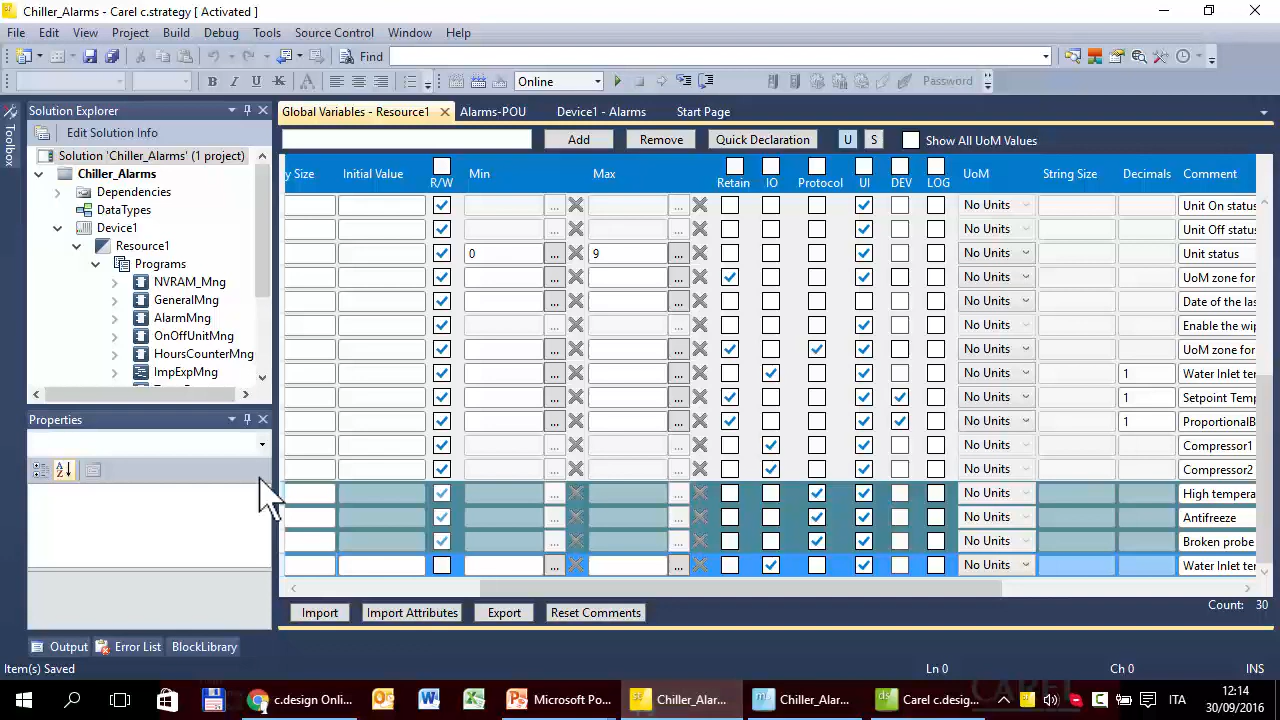 Chiller_Alarms - Carel c.strategy [Activated ]
File Edit View Project Build Debug Tools Source Control Window Help
Find
B I U K A Online Password
Toolbox
Solution Explorer
Edit Solution Info
Solution 'Chiller_Alarms' (1 project)
Chiller_Alarms
Dependencies
DataTypes
Device1
Resource1
Programs
NVRAM_Mng
GeneralMng
AlarmMng
OnOffUnitMng
HoursCounterMng
ImpExpMng
Properties
Global Variables - Resource1 Alarms-POU Device1 - Alarms Start Page
Add Remove Quick Declaration U S Show All UoM Values
y Size Initial Value R/W Min Max Retain IO Protocol UI DEV LOG UoM String Size Decimals Comment
No Units Unit On status
No Units Unit Off status
0 ... 9 ... No Units Unit status
... ... No Units UoM zone for
... ... No Units Date of the las
... ... No Units Enable the wip
... ... No Units UoM zone for
... ... No Units 1 Water Inlet ter
... ... No Units 1 Setpoint Temp
... ... No Units 1 ProportionalB
... ... No Units Compressor1
... ... No Units Compressor2
... ... No Units High tempera
... ... No Units Antifreeze
... ... No Units Broken probe
... ... No Units Water Inlet ter
Import Import Attributes Export Reset Comments Count: 30
Output Error List BlockLibrary
Item(s) Saved Ln 0 Ch 0 INS
c.design Onli... Microsoft Po... Chiller_Alar... Chiller_Alar... Carel c.desig... ITA 12:14
30/09/2016